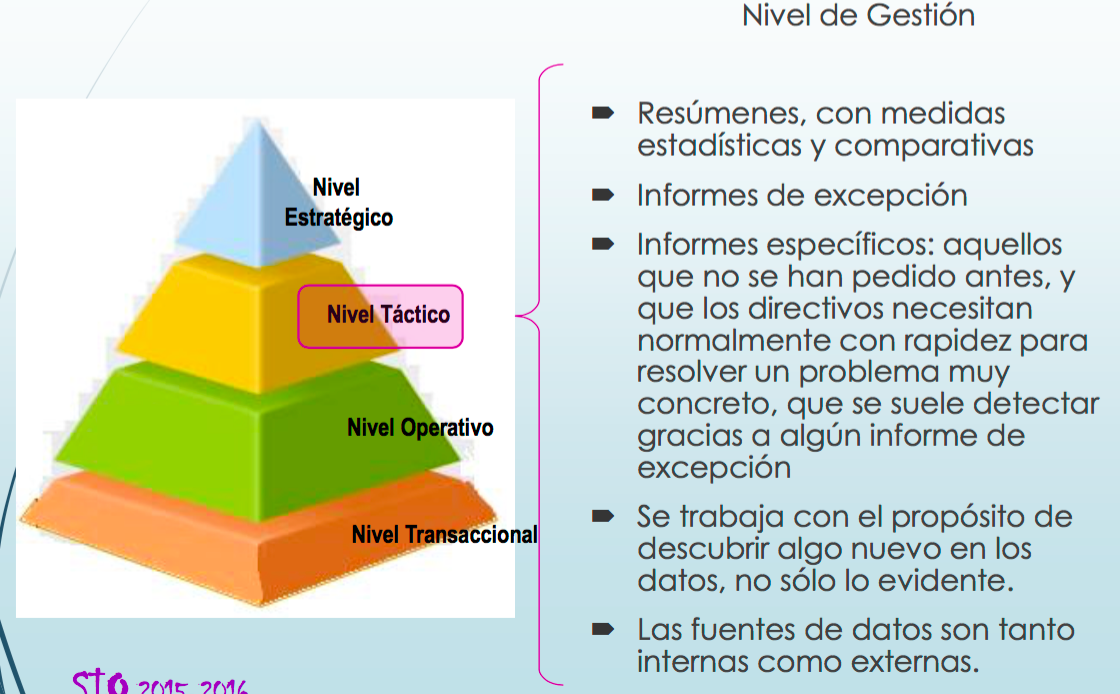 Nivel de Gestión
Nivel
Estratégico
Nivel Táctico
Nivel Operativo
Nivel Transaccional
Resúmenes, con medidas
estadísticas y comparativas
Informes de excepción
Informes específicos: aquellos
que no se han pedido antes, y
que los directivos necesitan
normalmente con rapidez para
resolver un problema muy
concreto, que se suele detectar
gracias a algún informe de
excepción
Se trabaja con el propósito de
descubrir algo nuevo en los
datos, no sólo lo evidente.
Las fuentes de datos son tanto
internas como externas.
STO 2015-2016